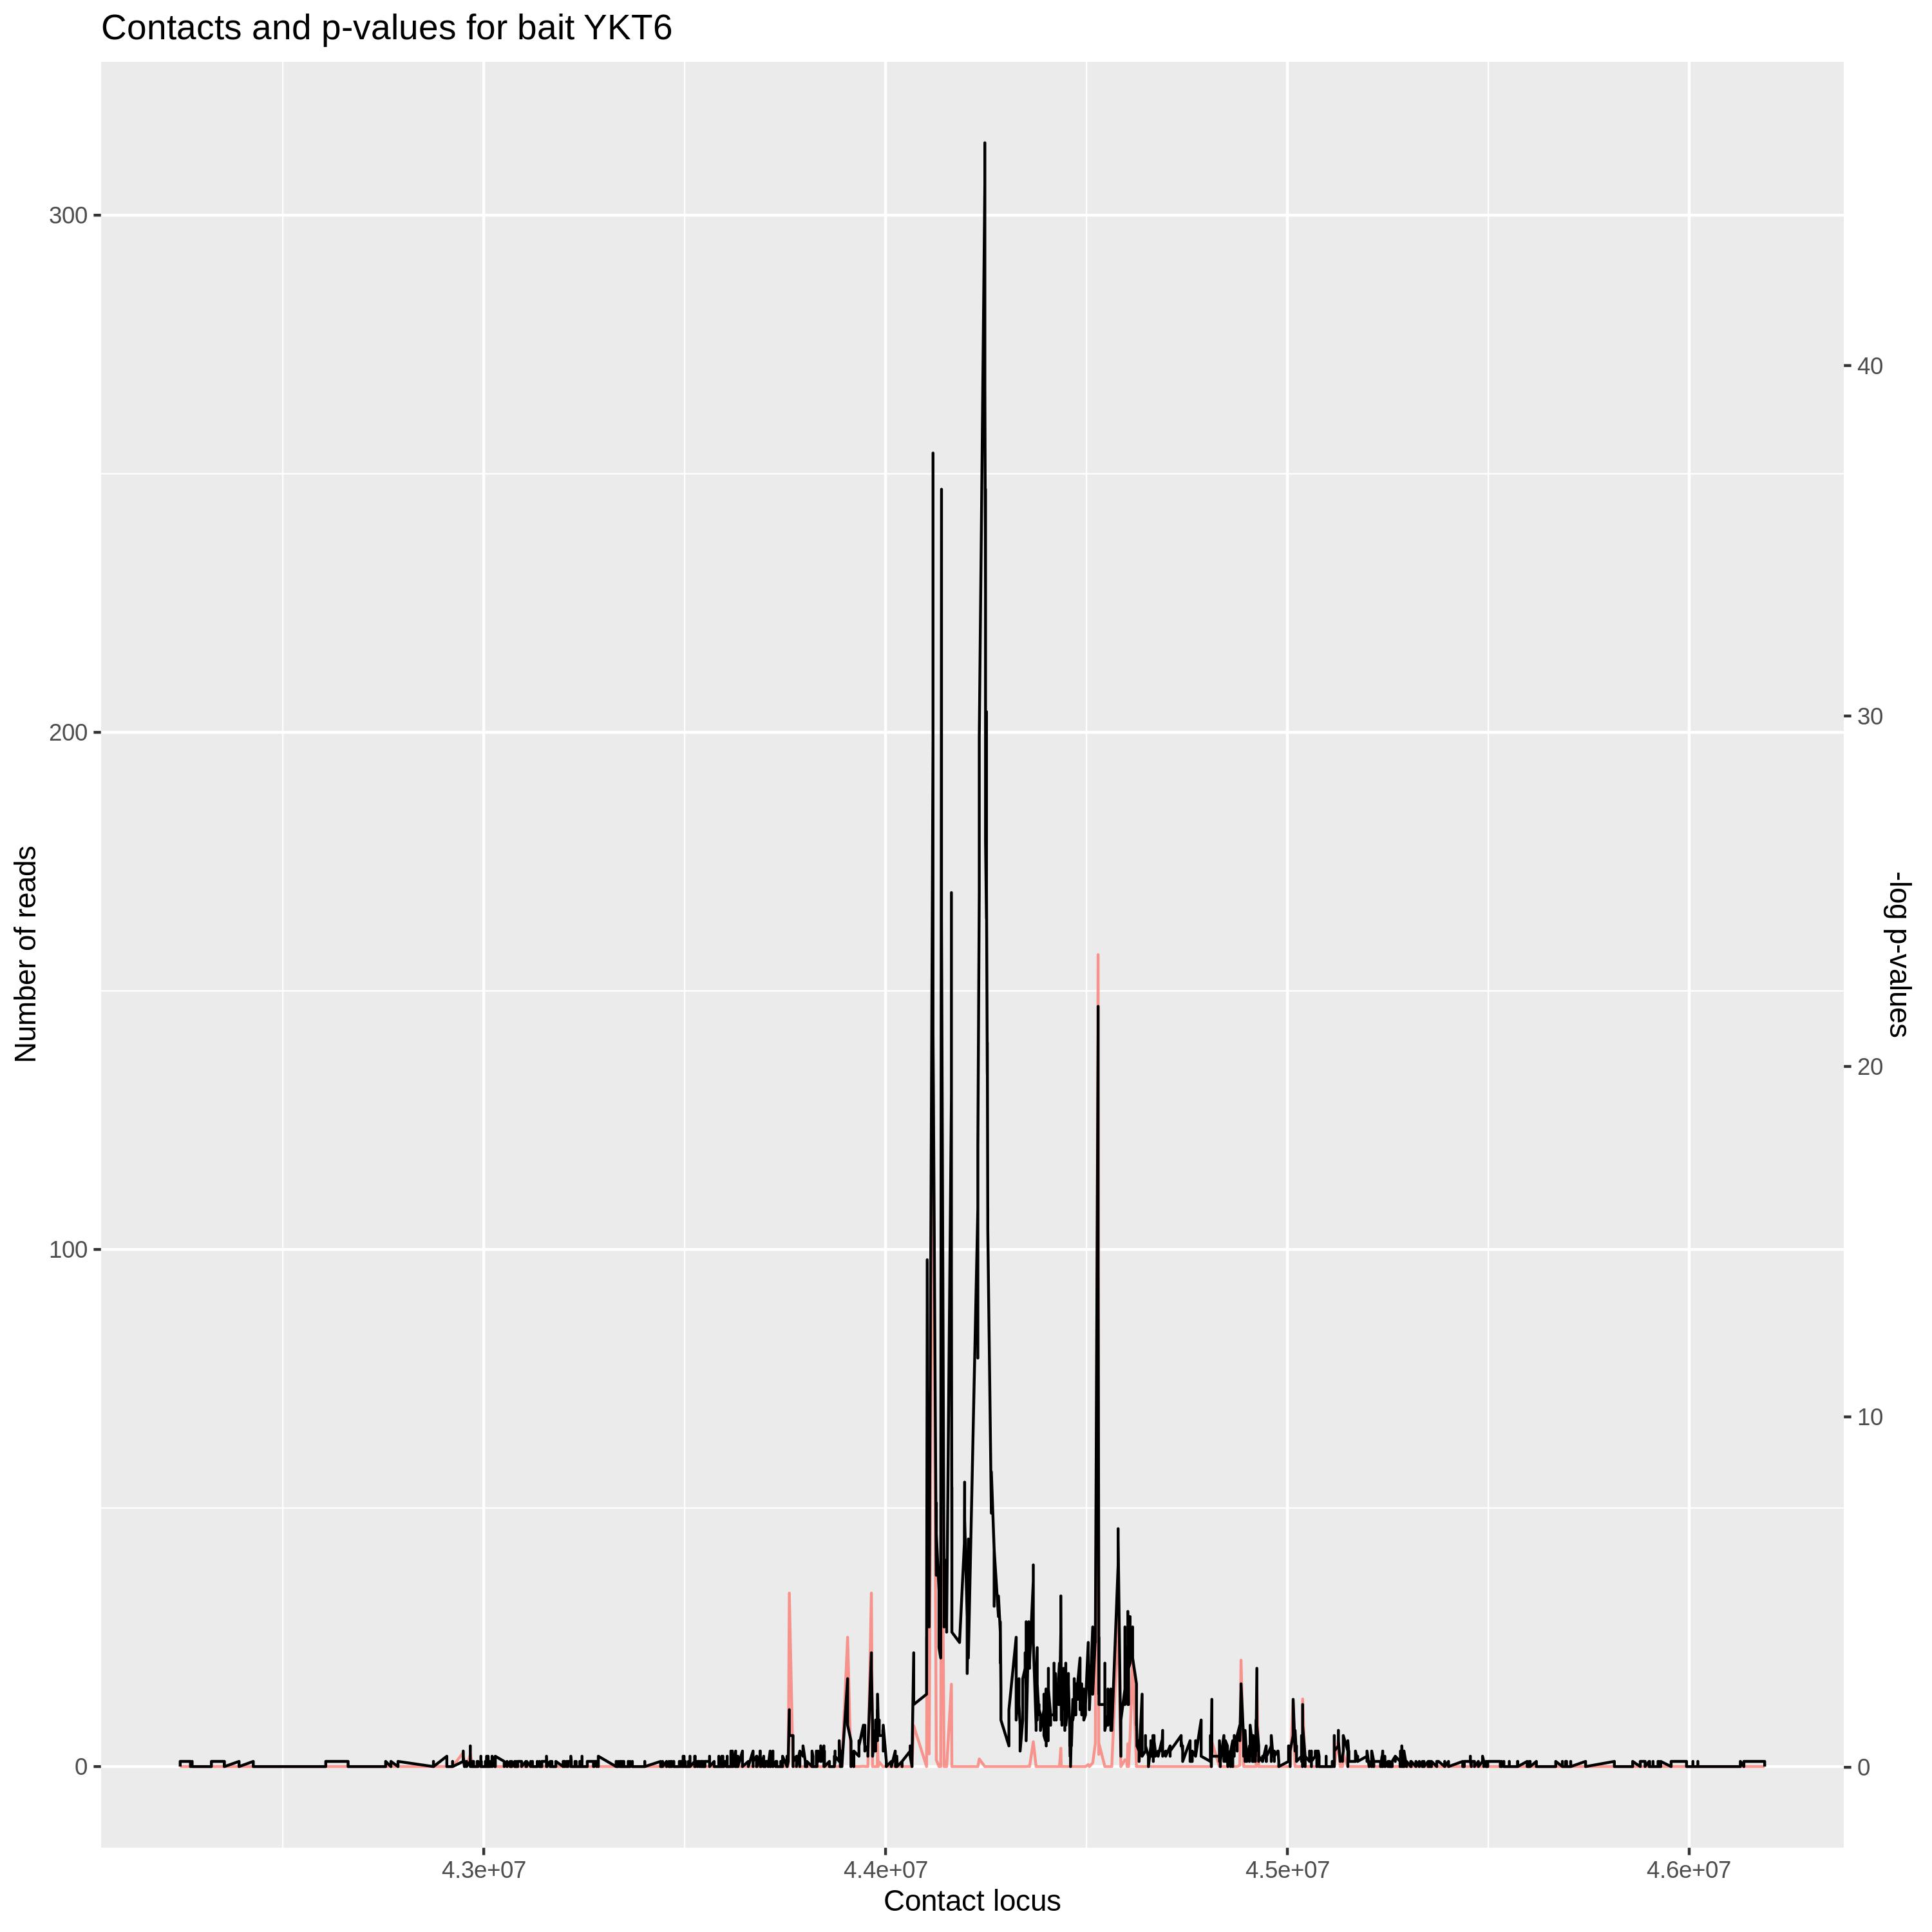 Contacts and p-values for bait YKT6
Number of reads
300
200
100
0
-log p-values
40
30
20
10
0
4.3e+07
4.4e+07
4.5e+07
4.6e+07
Contact locus